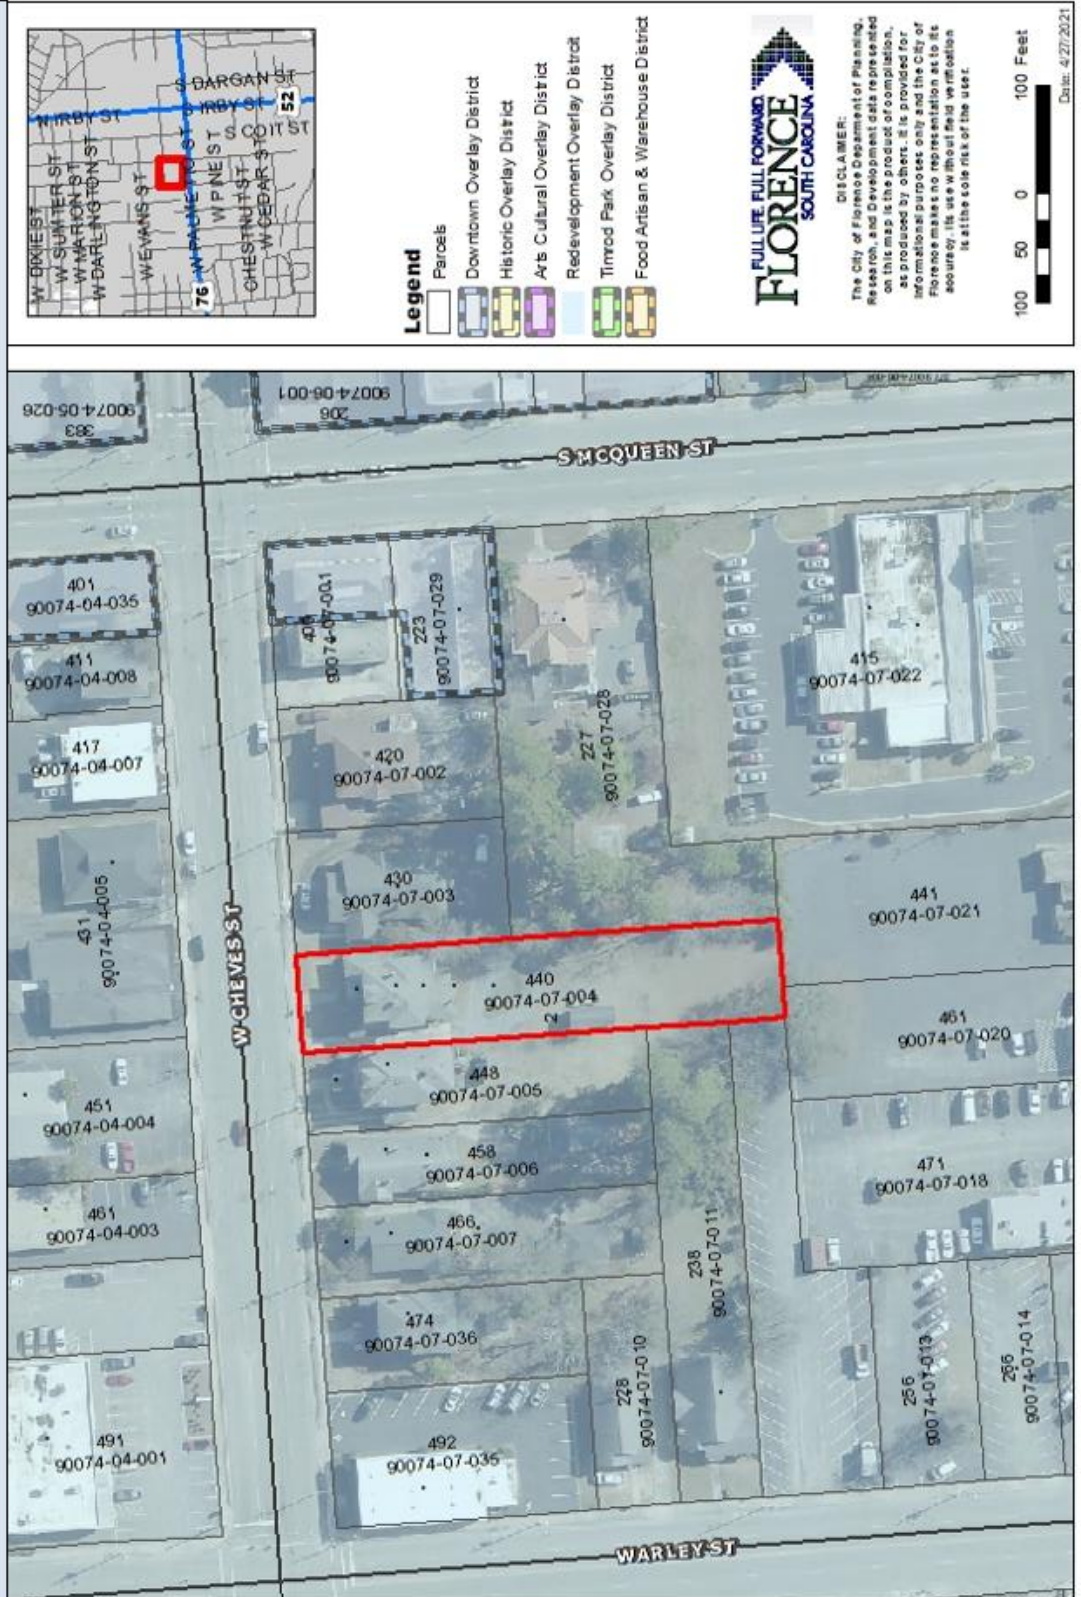 W DIXIE ST
W SUMTER ST
W MARION ST
W DARLINGTON ST
W EVANS ST
N IRBY ST
S DARGAN ST
S IRBY ST
52
S COIT ST
W PINE ST
CHESTNUT ST
W CEDAR ST
76
Legend
Parcels
Downtown Overlay District
Historic Overlay District
Arts Cultural Overlay District
Redevelopment Overlay District
Timrod Park Overlay District
Food Artisan & Warehouse District
FULL LIFE. FULL FORWARD.
FLORENCE
SOUTH CAROLINA
DISCLAIMER:
The City of Florence Department of Planning,
Research, and Development data represented
on this map is the product of compilation,
as produced by others. It is provided for
informational purposes only and the City of
Florence makes no representation as to its
accuracy. Its use without field verification
is at the sole risk of the user.
100 50 0 100 Feet
Date: 4/27/2021
383
90074-05-026
206
90074-06-001
S MCQUEEN ST
W CHEVES ST
WARLEY ST
401
90074-04-035
411
90074-04-008
417
90074-04-007
431
90074-04-005
451
90074-04-004
461
90074-04-003
491
90074-04-001
90074-07-001
223
90074-07-029
420
90074-07-002
227
90074-07-028
415
90074-07-022
430
90074-07-003
440
90074-07-004
2
441
90074-07-021
448
90074-07-005
461
90074-07-020
458
90074-07-006
471
90074-07-018
466
90074-07-007
238
90074-07-011
474
90074-07-036
228
90074-07-010
256
90074-07-013
266
90074-07-014
492
90074-07-035